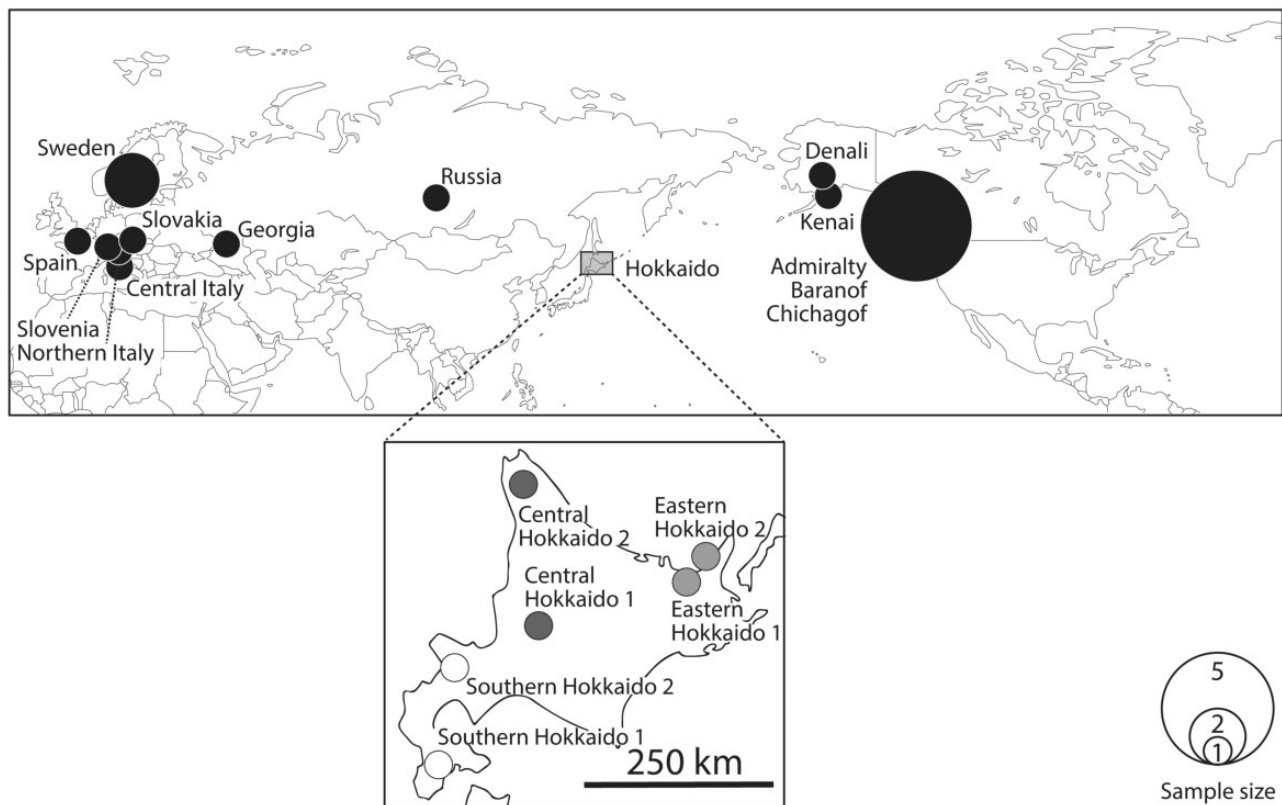 Sweden
Russia
Denali
Slovakia
Georgia
Kenai
Spain
Hokkaido
Central Italy
Admiralty
Baranof
Chichagof
Slovenia
Northern Italy
Central
Hokkaido 2
Eastern
Hokkaido 2
Central
Hokkaido 1
Eastern
Hokkaido 1
Southern Hokkaido 2
Southern Hokkaido 1
250 km
5
2
1
Sample size